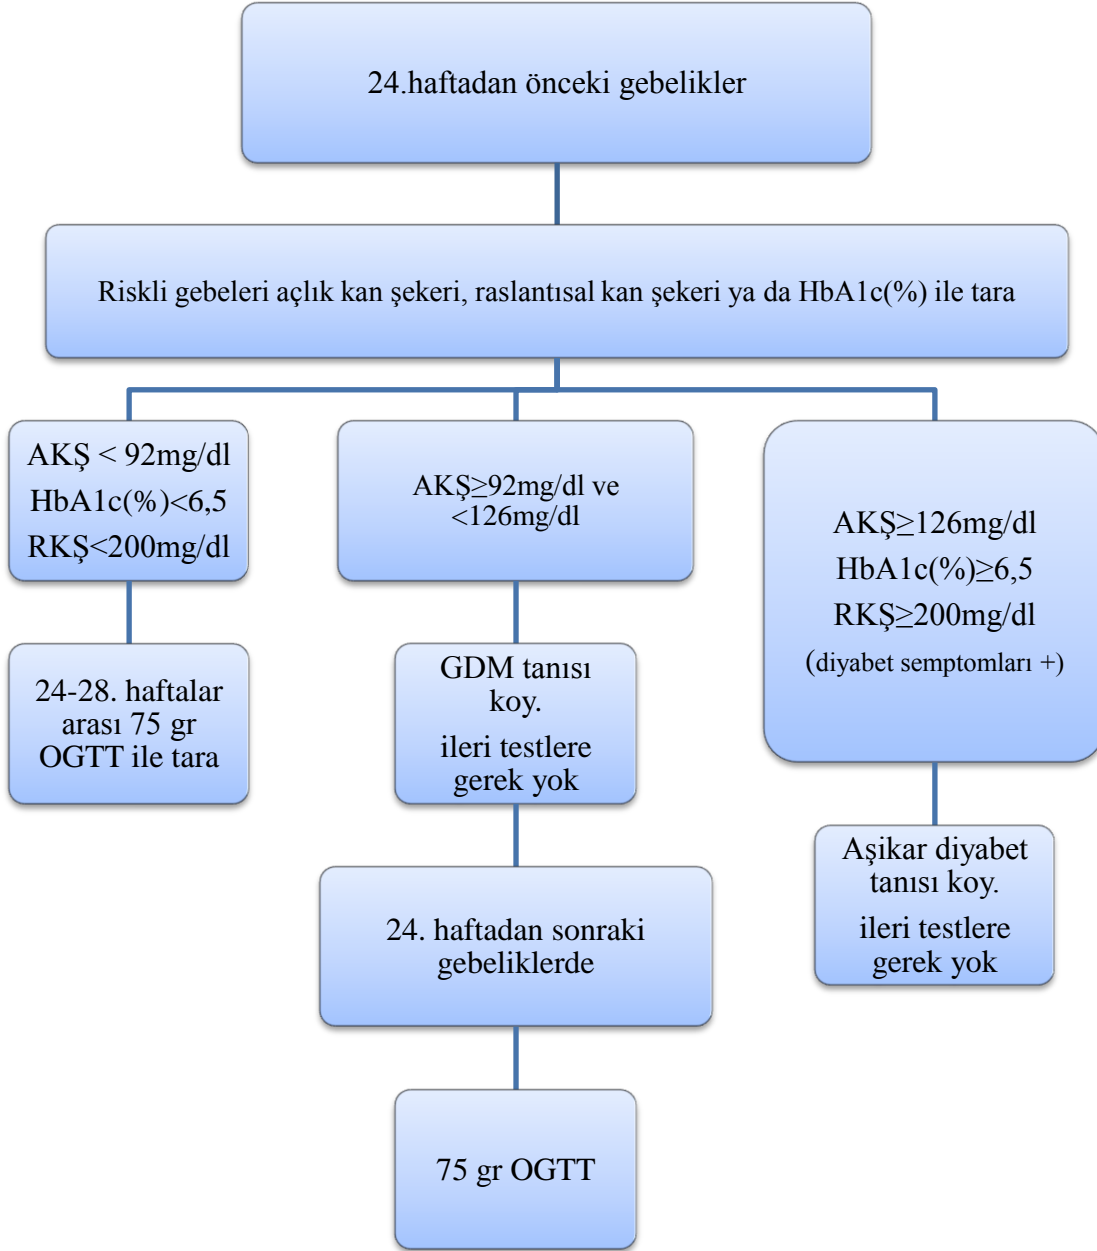 24.haftadan önceki gebelikler
Riskli gebeleri açlık kan şekeri, raslantısal kan şekeri ya da HbA1c(%) ile tara
AKŞ < 92mg/dl
HbA1c(%)<6,5
RKŞ<200mg/dl
AKŞ≥92mg/dl ve
<126mg/dl
AKŞ≥126mg/dl
HbA1c(%)≥6,5
RKŞ≥200mg/dl
(diyabet semptomları +)
24-28. haftalar
arası 75 gr
OGTT ile tara
GDM tanısı
koy.
ileri testlere
gerek yok
Aşikar diyabet
tanısı koy.
ileri testlere
gerek yok
24. haftadan sonraki
gebeliklerde
75 gr OGTT